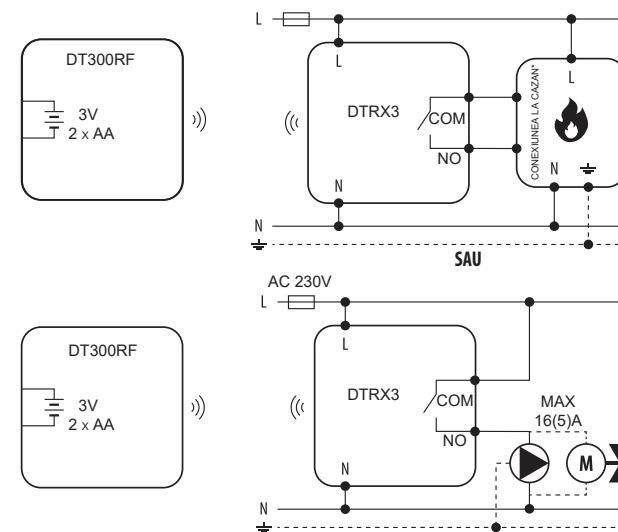 DT300RF
3V
2 x AA
L
L
DTRX3
COM
NO
N
CONEXIUNEA LA CAZAN*
L
N
N
SAU
AC 230V
L
DT300RF
3V
2 x AA
L
DTRX3
COM
NO
N
MAX
16(5)A
M
N